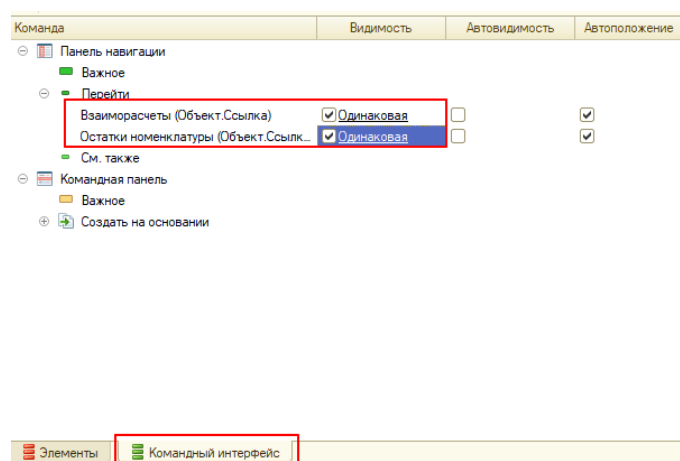 Команда Видимость Автовидимость Автоположение
Панель навигации
Важное
Перейти
Взаиморасчеты (Объект.Ссылка) Одинаковая
Остатки номенклатуры (Объект.Ссылк... Одинаковая
См. также
Командная панель
Важное
Создать на основании
Элементы Командный интерфейс